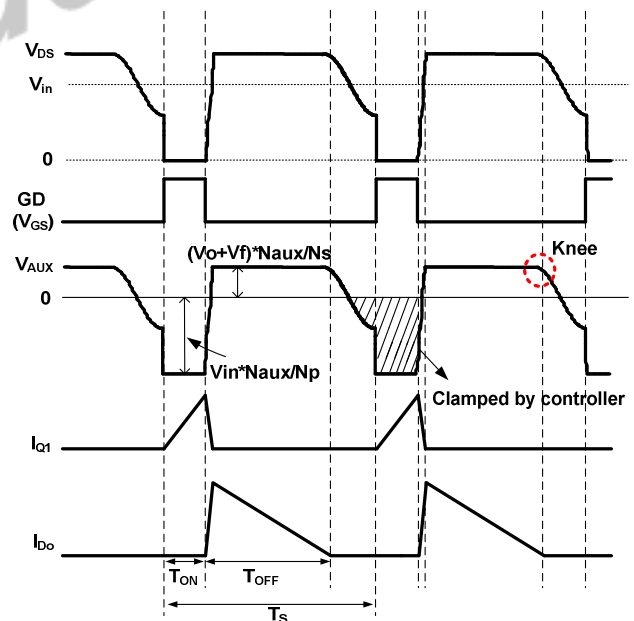 VDS
Vin
0
GD
(VGS)
(Vo+Vf)*Naux/Ns
Knee
VAUX
0
Vin*Naux/Np
Clamped by controller
IQ1
IDo
TON
TOFF
TS